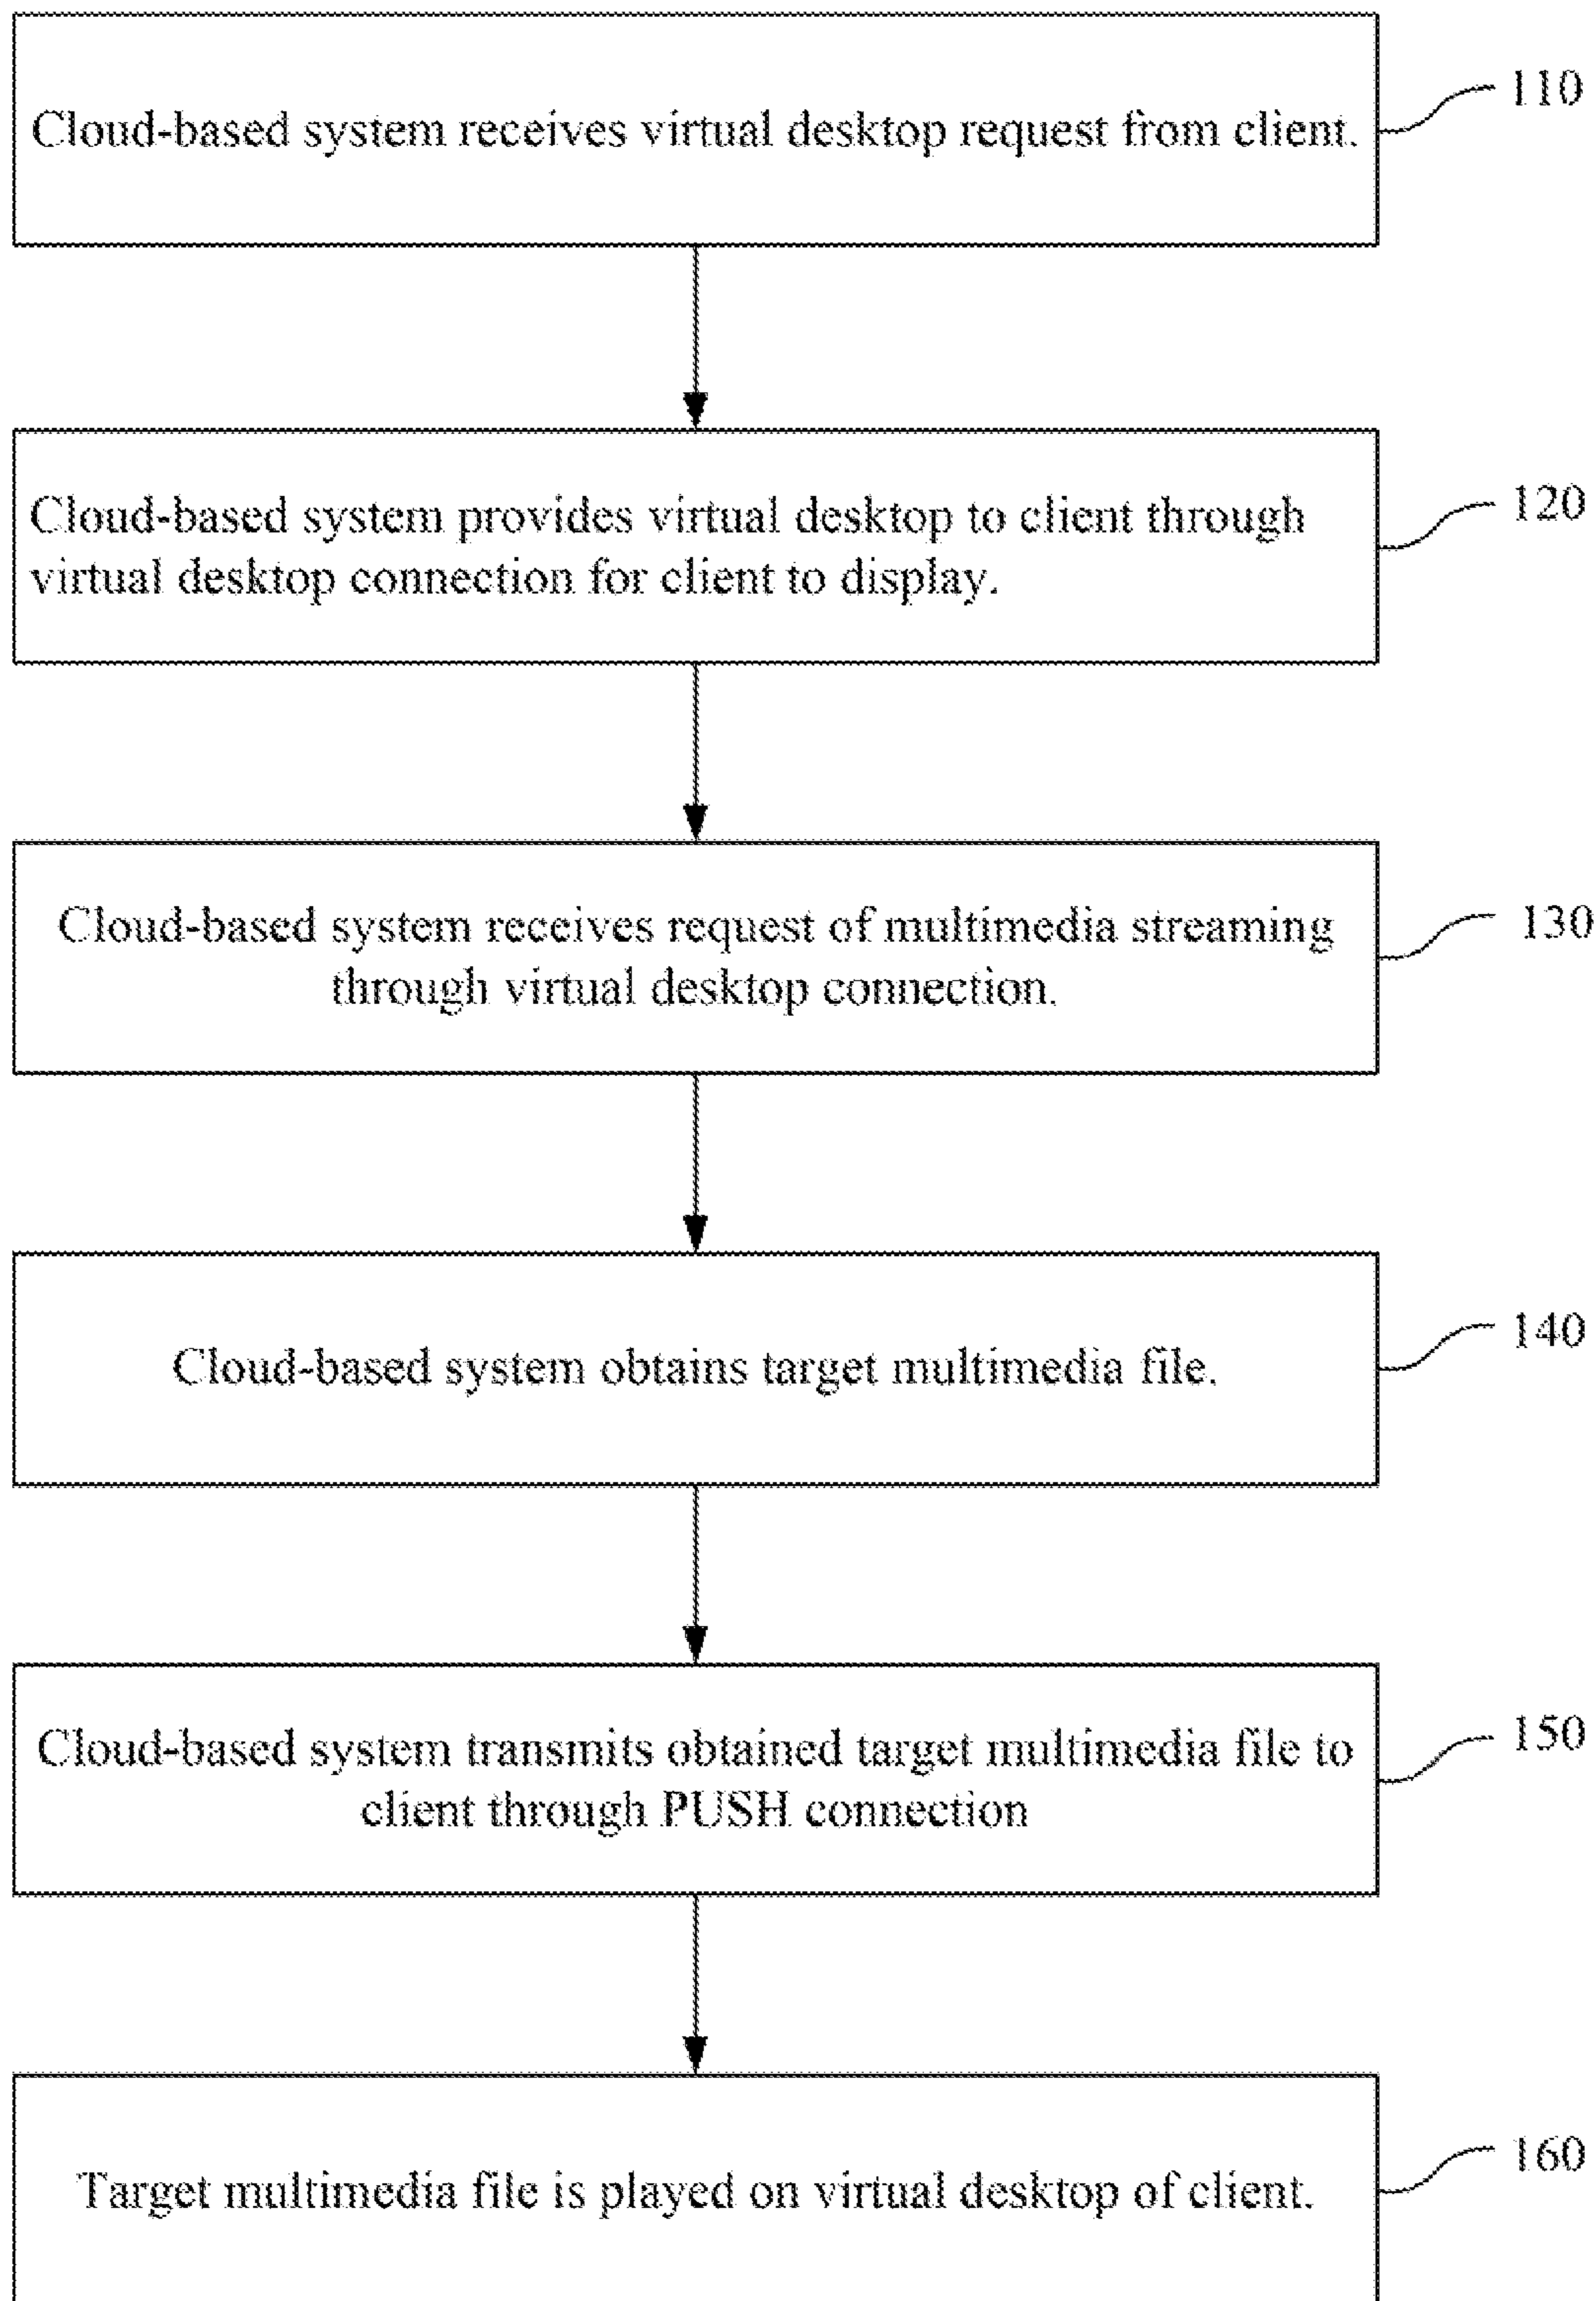 Cloud-based system receives virtual desktop request from client.
110
Cloud-based system provides virtual desktop to client through
virtual desktop connection for client to display.
120
Cloud-based system receives request of multimedia streaming
through virtual desktop connection.
130
Cloud-based system obtains target multimedia file.
140
Cloud-based system transmits obtained target multimedia file to
client through PUSH connection
150
Target multimedia file is played on virtual desktop of client.
160